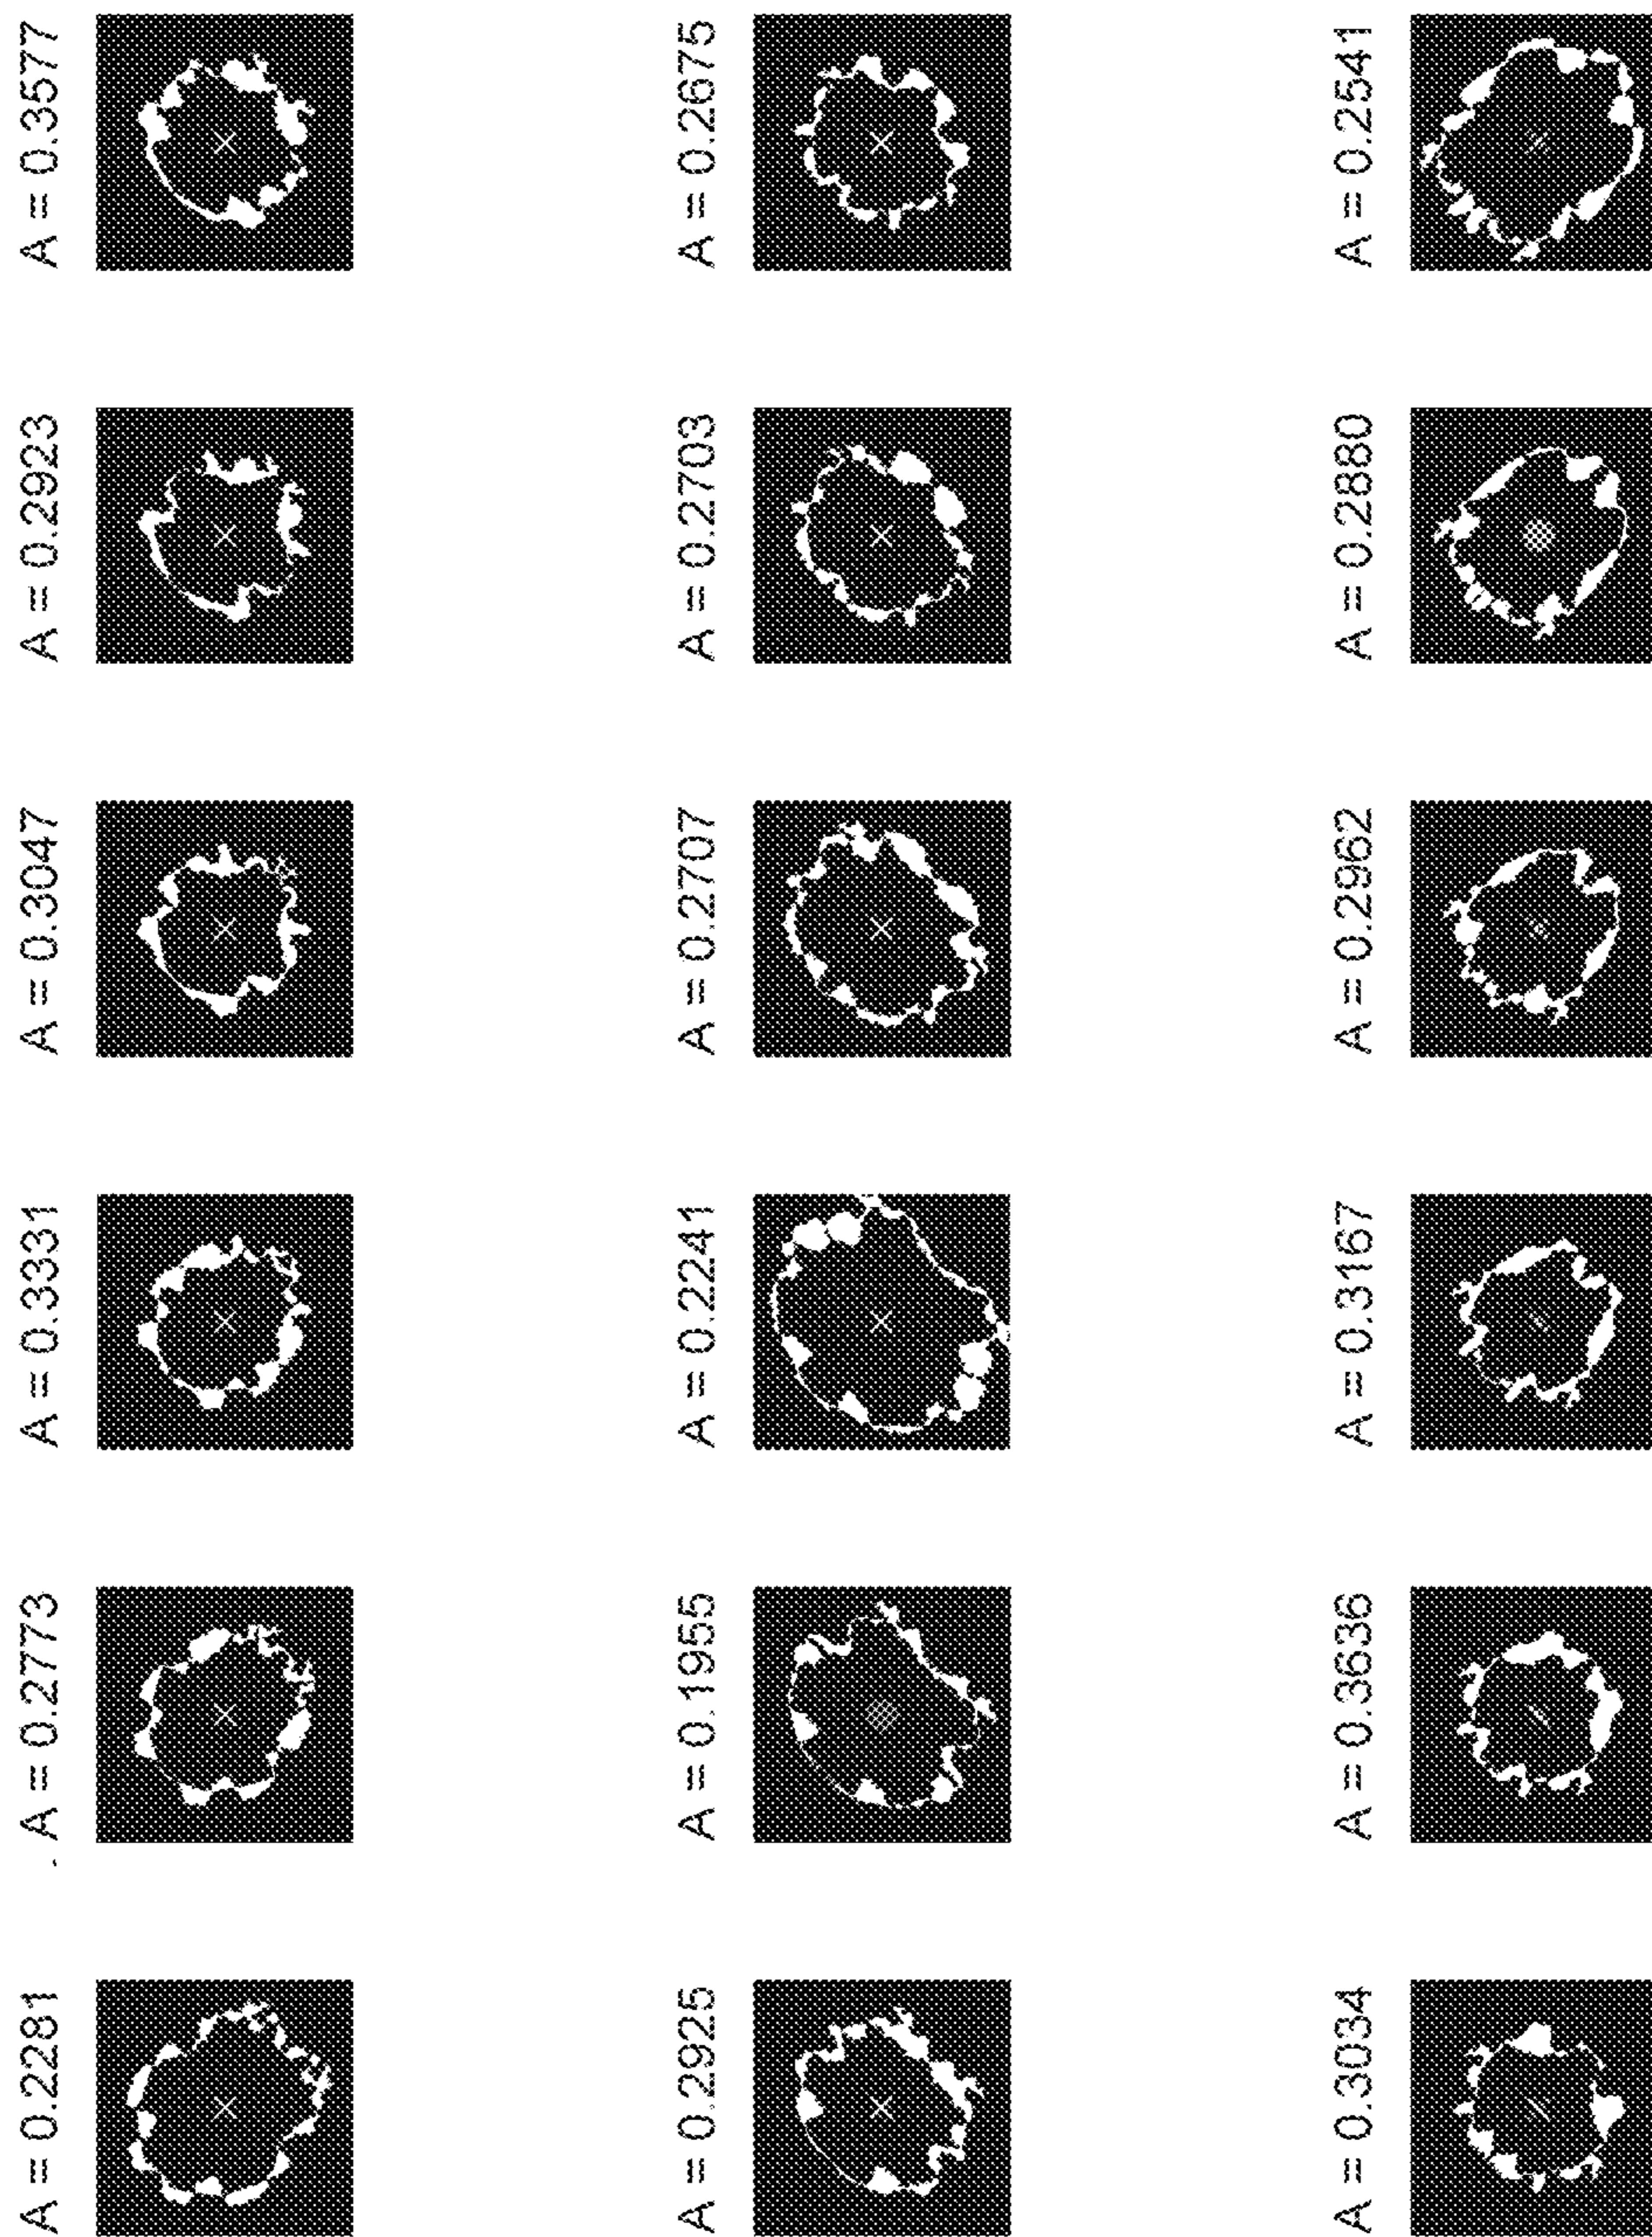 A = 0.2281
A = 0.2773
A = 0.3331
A = 0.3047
A = 0.2923
A = 0.3577
A = 0.2925
A = 0.1955
A = 0.2241
A = 0.2707
A = 0.2703
A = 0.2675
A = 0.3034
A = 0.3636
A = 0.3167
A = 0.2962
A = 0.2880
A = 0.2541